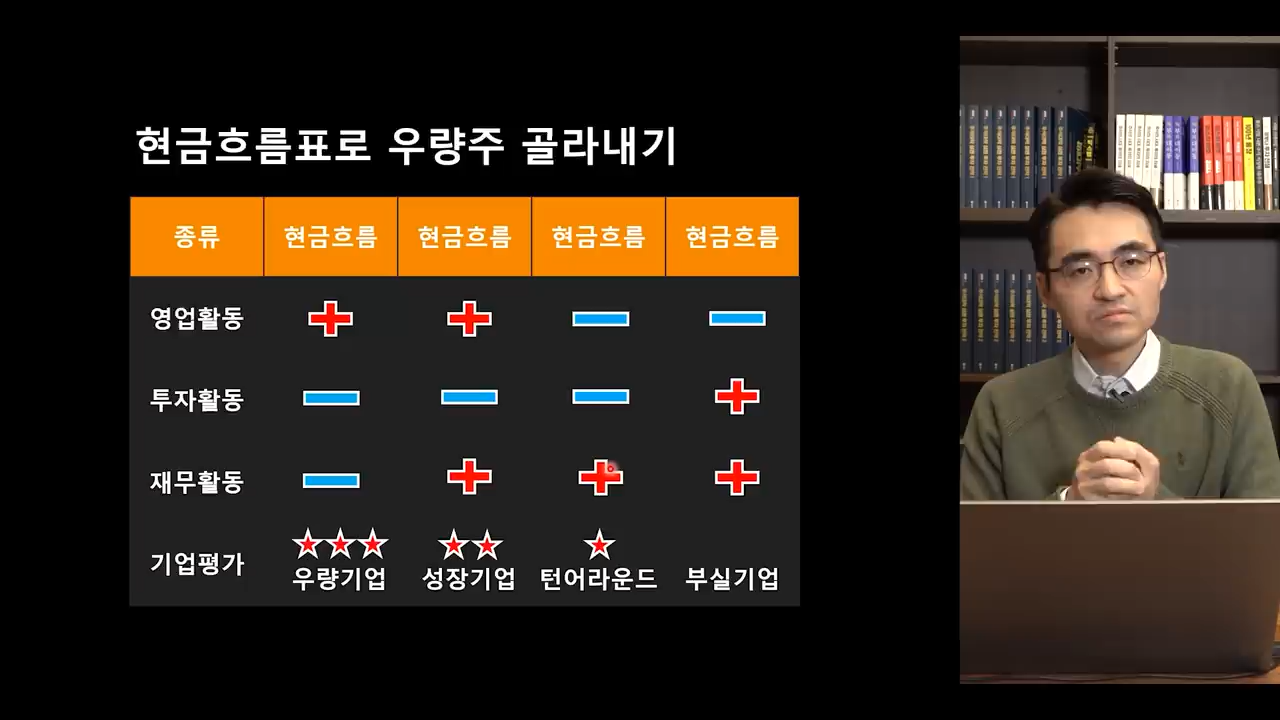 현금흐름표로 우량주 골라내기
종류 현금흐름 현금흐름 현금흐름 현금흐름
영업활동
투자활동
재무활동
기업평가
우량기업 성장기업 턴어라운드 부실기업